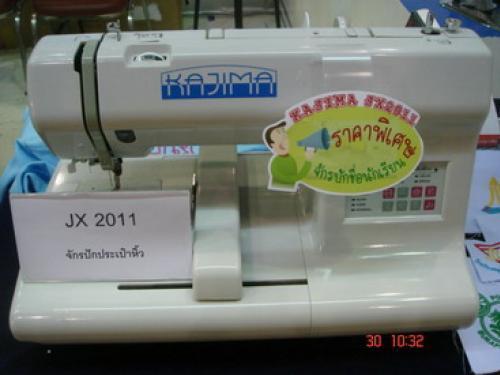 KAJIMA
KAJIMA JX2011
ราคาพิเศษ
จักรปักชื่อนักเรียน
JX 2011
จักรปักประเป๋าหิ้ว
30 10:32